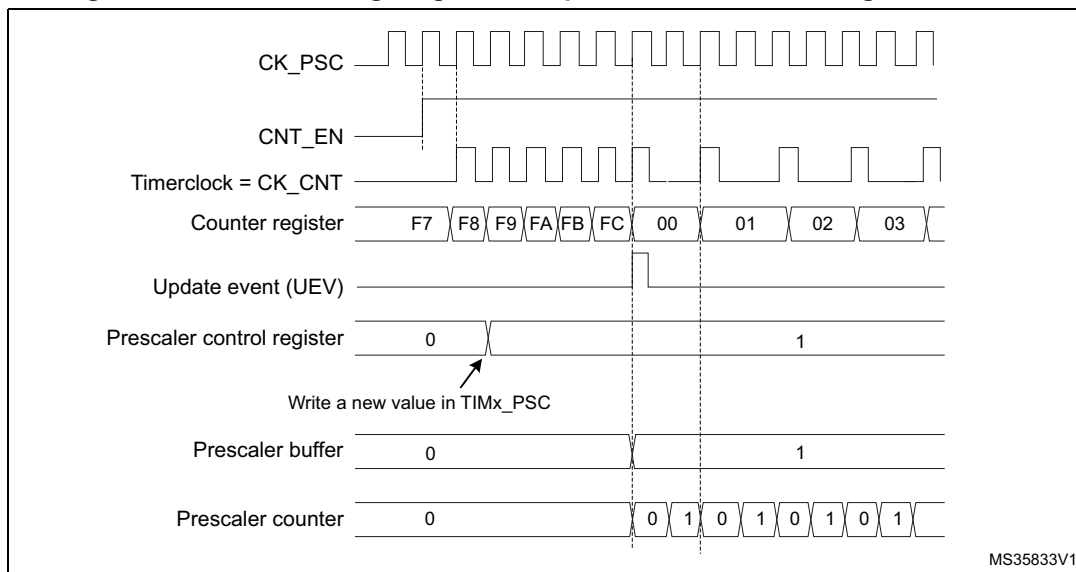 CK_PSC
CNT_EN
Timerclock = CK_CNT
Counter register F7 F8 F9 FA FB FC 00 01 02 03
Update event (UEV)
Prescaler control register 0 1
Write a new value in TIMx_PSC
Prescaler buffer 0 1
Prescaler counter 0 0 1 0 1 0 1 0 1
MS35833V1